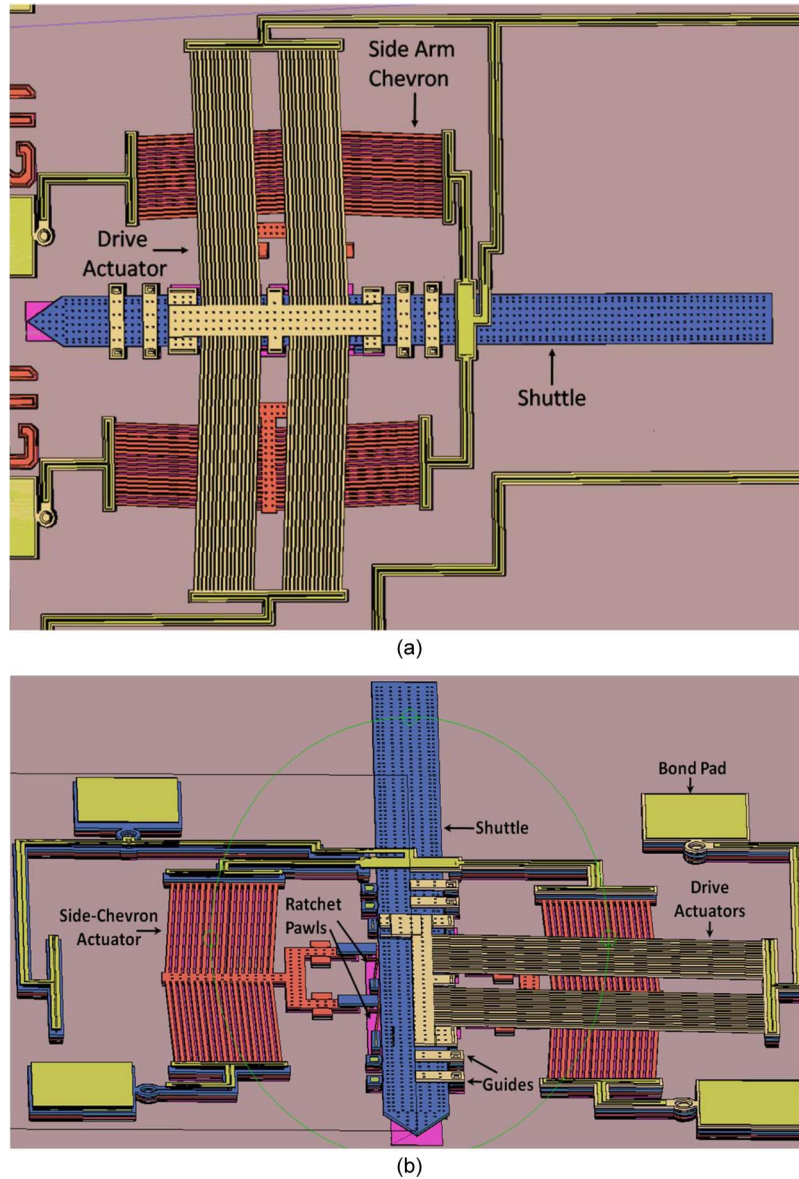 Side Arm
Chevron
Drive
Actuator
Shuttle
(a)
Bond Pad
Shuttle
Drive
Actuators
Ratchet
Pawls
Side-Chevron
Actuator
Guides
(b)